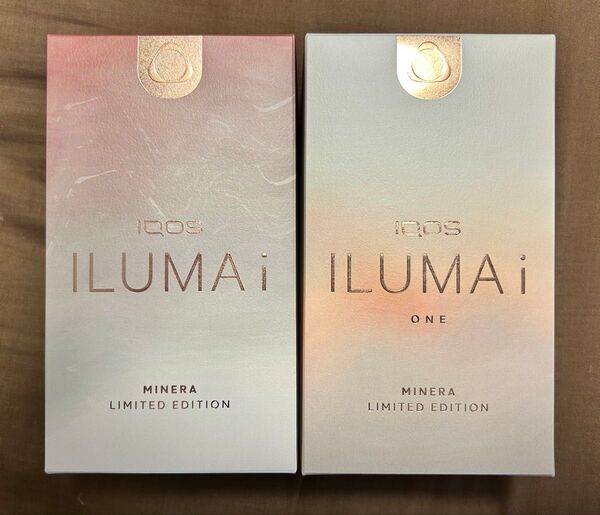 IQOS
ILUMA i
MINERA
LIMITED EDITION
IQOS
ILUMA i
ONE
MINERA
LIMITED EDITION